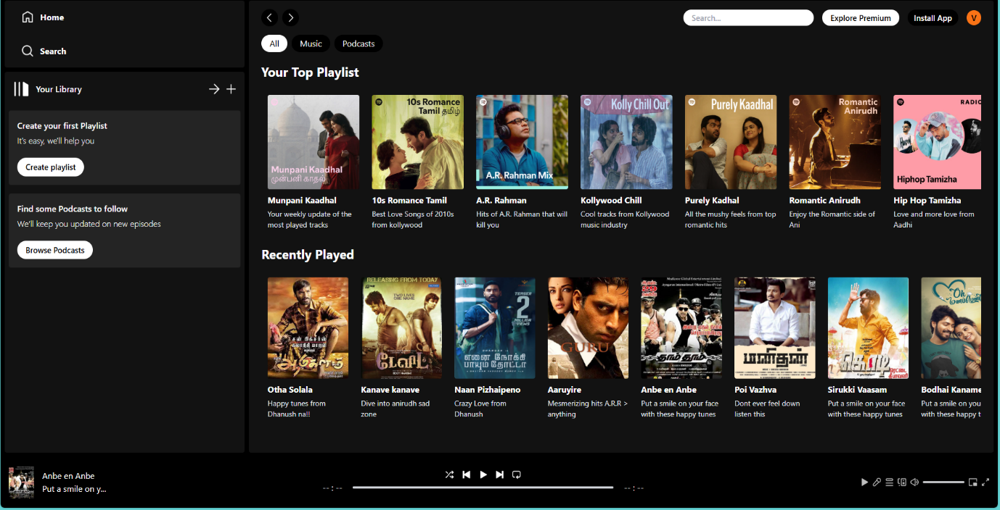 Home
Search
Your Library
Create your first Playlist
It's easy, we'll help you
Create playlist
Find some Podcasts to follow
We'll keep you updated on new episodes
Browse Podcasts
Search...
Explore Premium
Install App
V
All
Music
Podcasts
Your Top Playlist
Munpani Kaadhal
முன்பனி காதல்
10s Romance
Tamil தமிழ்
A.R. Rahman Mix
Kolly Chill Out
Purely Kaadhal
Romantic
Anirudh
RADIO
Hiphop Tamizha
Munpani Kaadhal
Your weekly update of the
most played tracks
10s Romance Tamil
Best Love Songs of 2010s
from kollywood
A.R. Rahman
Hits of A.R. Rahman that will
kill you
Kollywood Chill
Cool tracks from Kollywood
music industry
Purely Kadhal
All the mushy feels from top
romantic hits
Romantic Anirudh
Enjoy the Romantic side of
Ani
Hip Hop Tamizha
Love and more love from
Aadhi
Recently Played
ஆடுகளம்
RELEASING FROM TODAY
TWO LIVES
ONE NAME
டேவிட்
TEASER
2
MILLION
VIEWS
எனை நோக்கி
பாயும் தோட்டா
GURU
தாம் தூம்
மனிதன்
கொடி
Oh
Otha Solala
Happy tunes from
Dhanush na!!
Kanave kanave
Dive into anirudh sad
zone
Naan Pizhaipeno
Crazy Love from
Dhanush
Aaruyire
Mesmerizing hits A.R.R >
anything
Anbe en Anbe
Put a smile on your face
with these happy tunes
Poi Vazhva
Dont ever feel down
listen this
Sirukki Vaasam
Put a smile on your face
with these happy tunes
Bodhai Kaname
Put a smile on you
with these happy t
Anbe en Anbe
Put a smile on y...
-- : --
-- : --